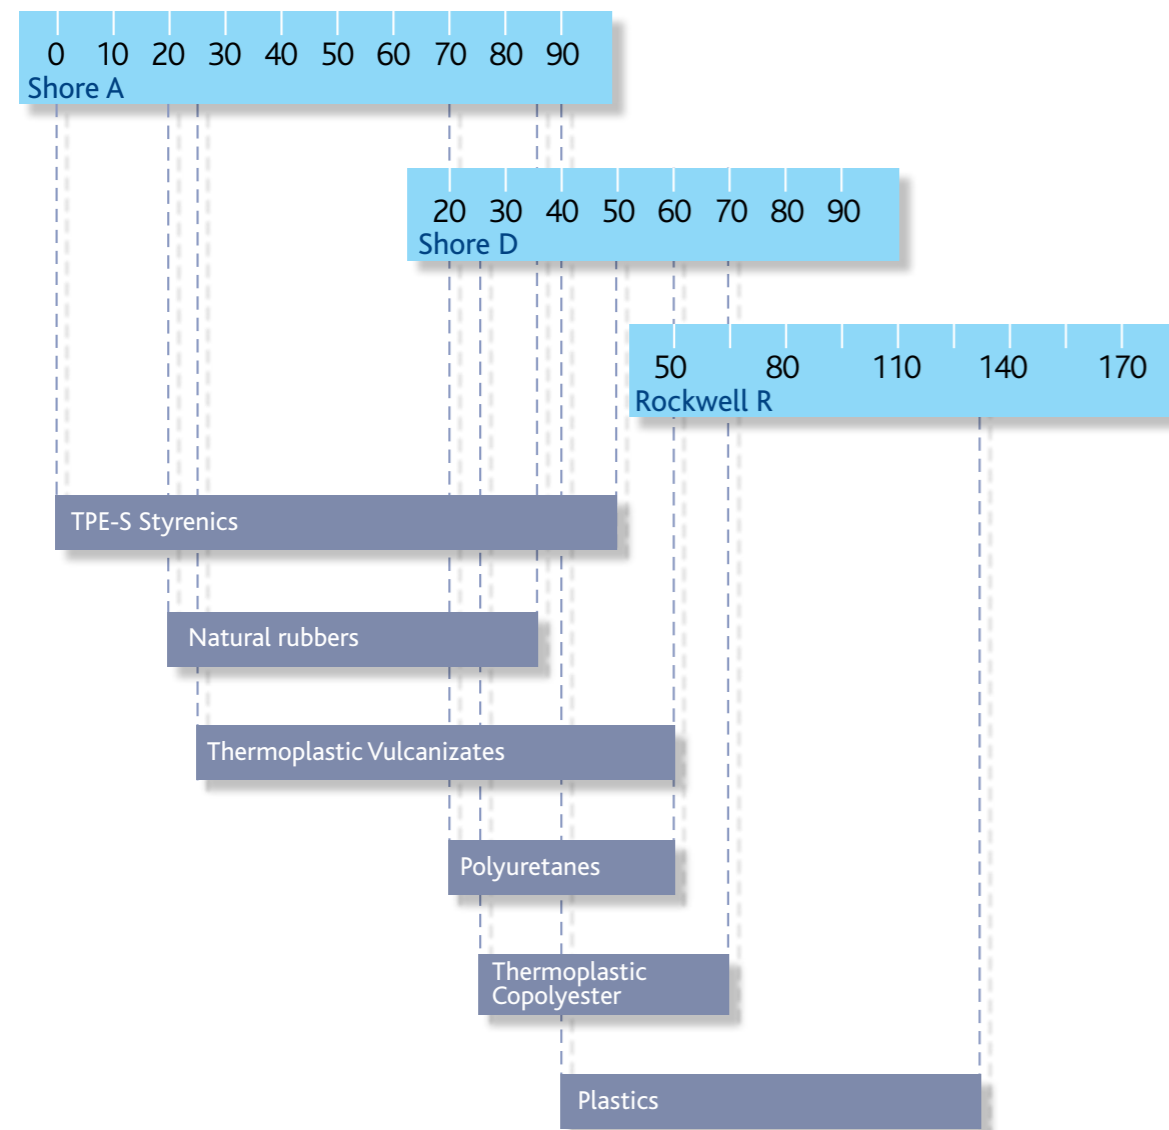 0 10 20 30 40 50 60 70 80 90
Shore A
20 30 40 50 60 70 80 90
Shore D
50 80 110 140 170
Rockwell R
TPE-S Styrenics
Natural rubbers
Thermoplastic Vulcanizates
Polyuretanes
Thermoplastic
Copolyester
Plastics